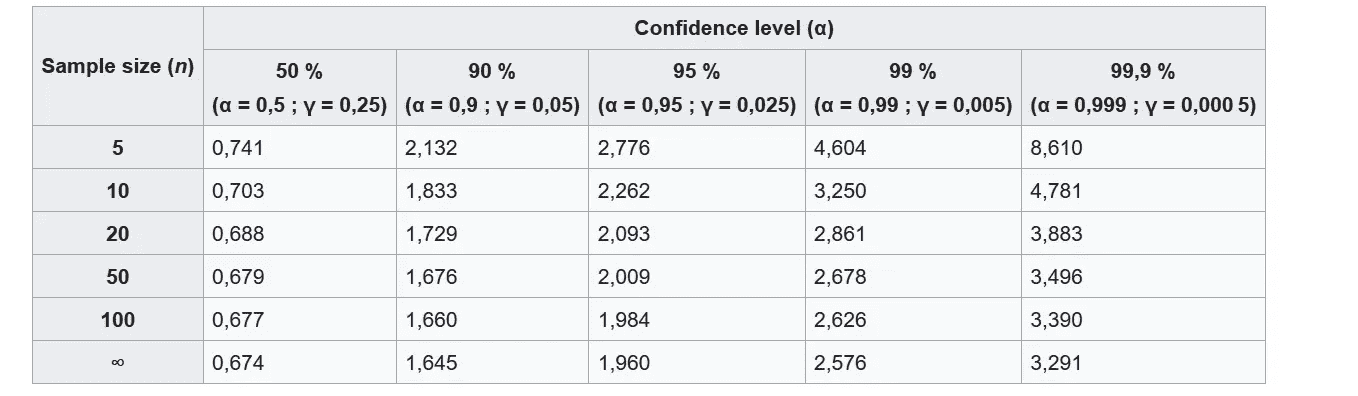 Sample size (n) Confidence level (α)
50 % 90 % 95 % 99 % 99,9 %
(α = 0,5 ; γ = 0,25) (α = 0,9 ; γ = 0,05) (α = 0,95 ; γ = 0,025) (α = 0,99 ; γ = 0,005) (α = 0,999 ; γ = 0,000 5)
5 0,741 2,132 2,776 4,604 8,610
10 0,703 1,833 2,262 3,250 4,781
20 0,688 1,729 2,093 2,861 3,883
50 0,679 1,676 2,009 2,678 3,496
100 0,677 1,660 1,984 2,626 3,390
∞ 0,674 1,645 1,960 2,576 3,291